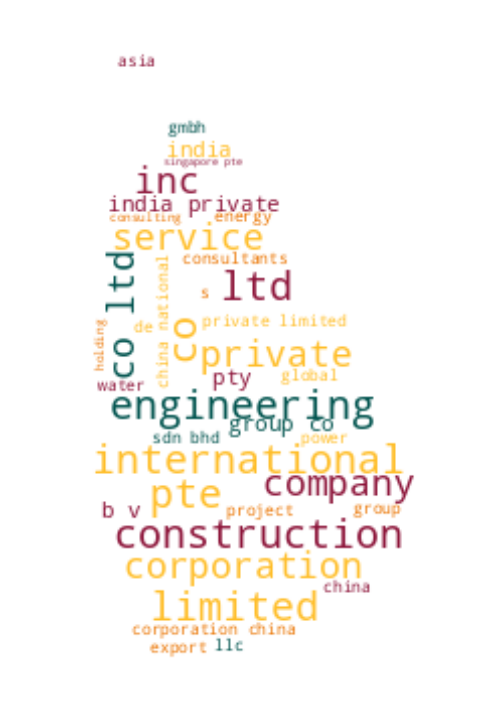 asia
gmbh
india
singapore pte
inc
india private
consulting energy
service
co ltd
china national
consultants
s ltd
holding
de
co
private limited
private
water
pty
global
engineering
group co
sdn bhd
power
international
company
pte
b v
project
group
construction
corporation
china
limited
corporation china
export llc